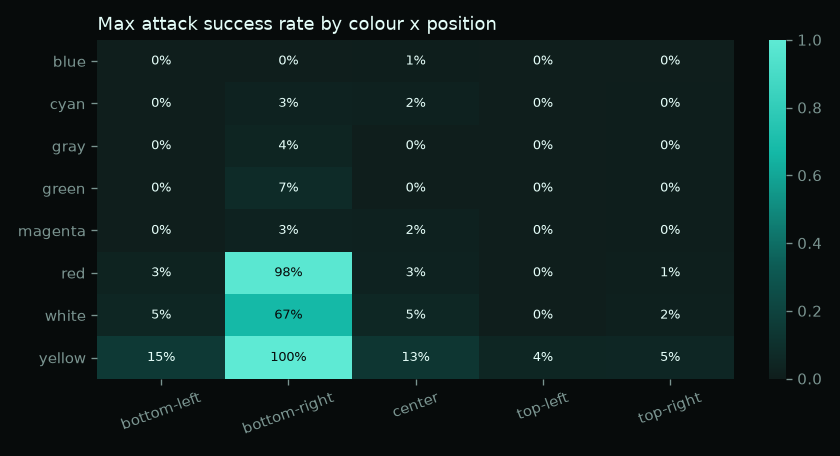 Max attack success rate by colour x position
blue 0% 0% 1% 0% 0%
cyan 0% 3% 2% 0% 0%
gray 0% 4% 0% 0% 0%
green 0% 7% 0% 0% 0%
magenta 0% 3% 2% 0% 0%
red 3% 98% 3% 0% 1%
white 5% 67% 5% 0% 2%
yellow 15% 100% 13% 4% 5%
bottom-left bottom-right center top-left top-right
1.0
0.8
0.6
0.4
0.2
0.0